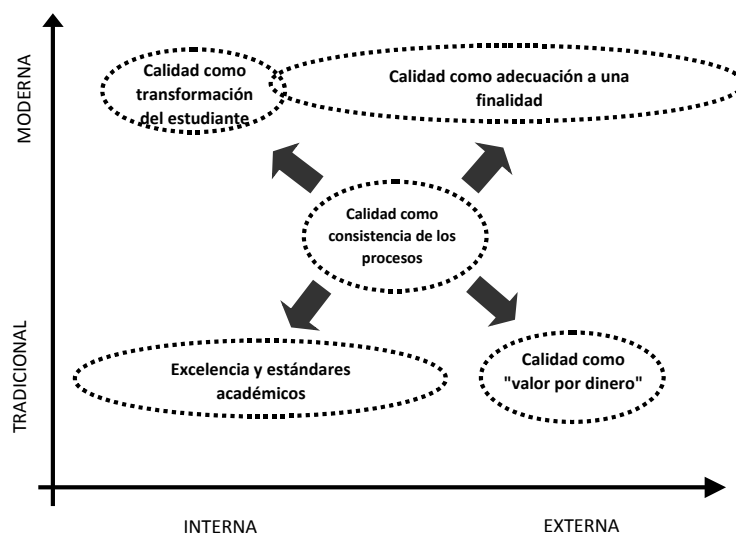 MODERNA
Calidad como
transformación
del estudiante
Calidad como adecuación a una
finalidad
Calidad como
consistencia de los
procesos
TRADICIONAL
Excelencia y estándares
académicos
Calidad como
"valor por dinero"
INTERNA
EXTERNA